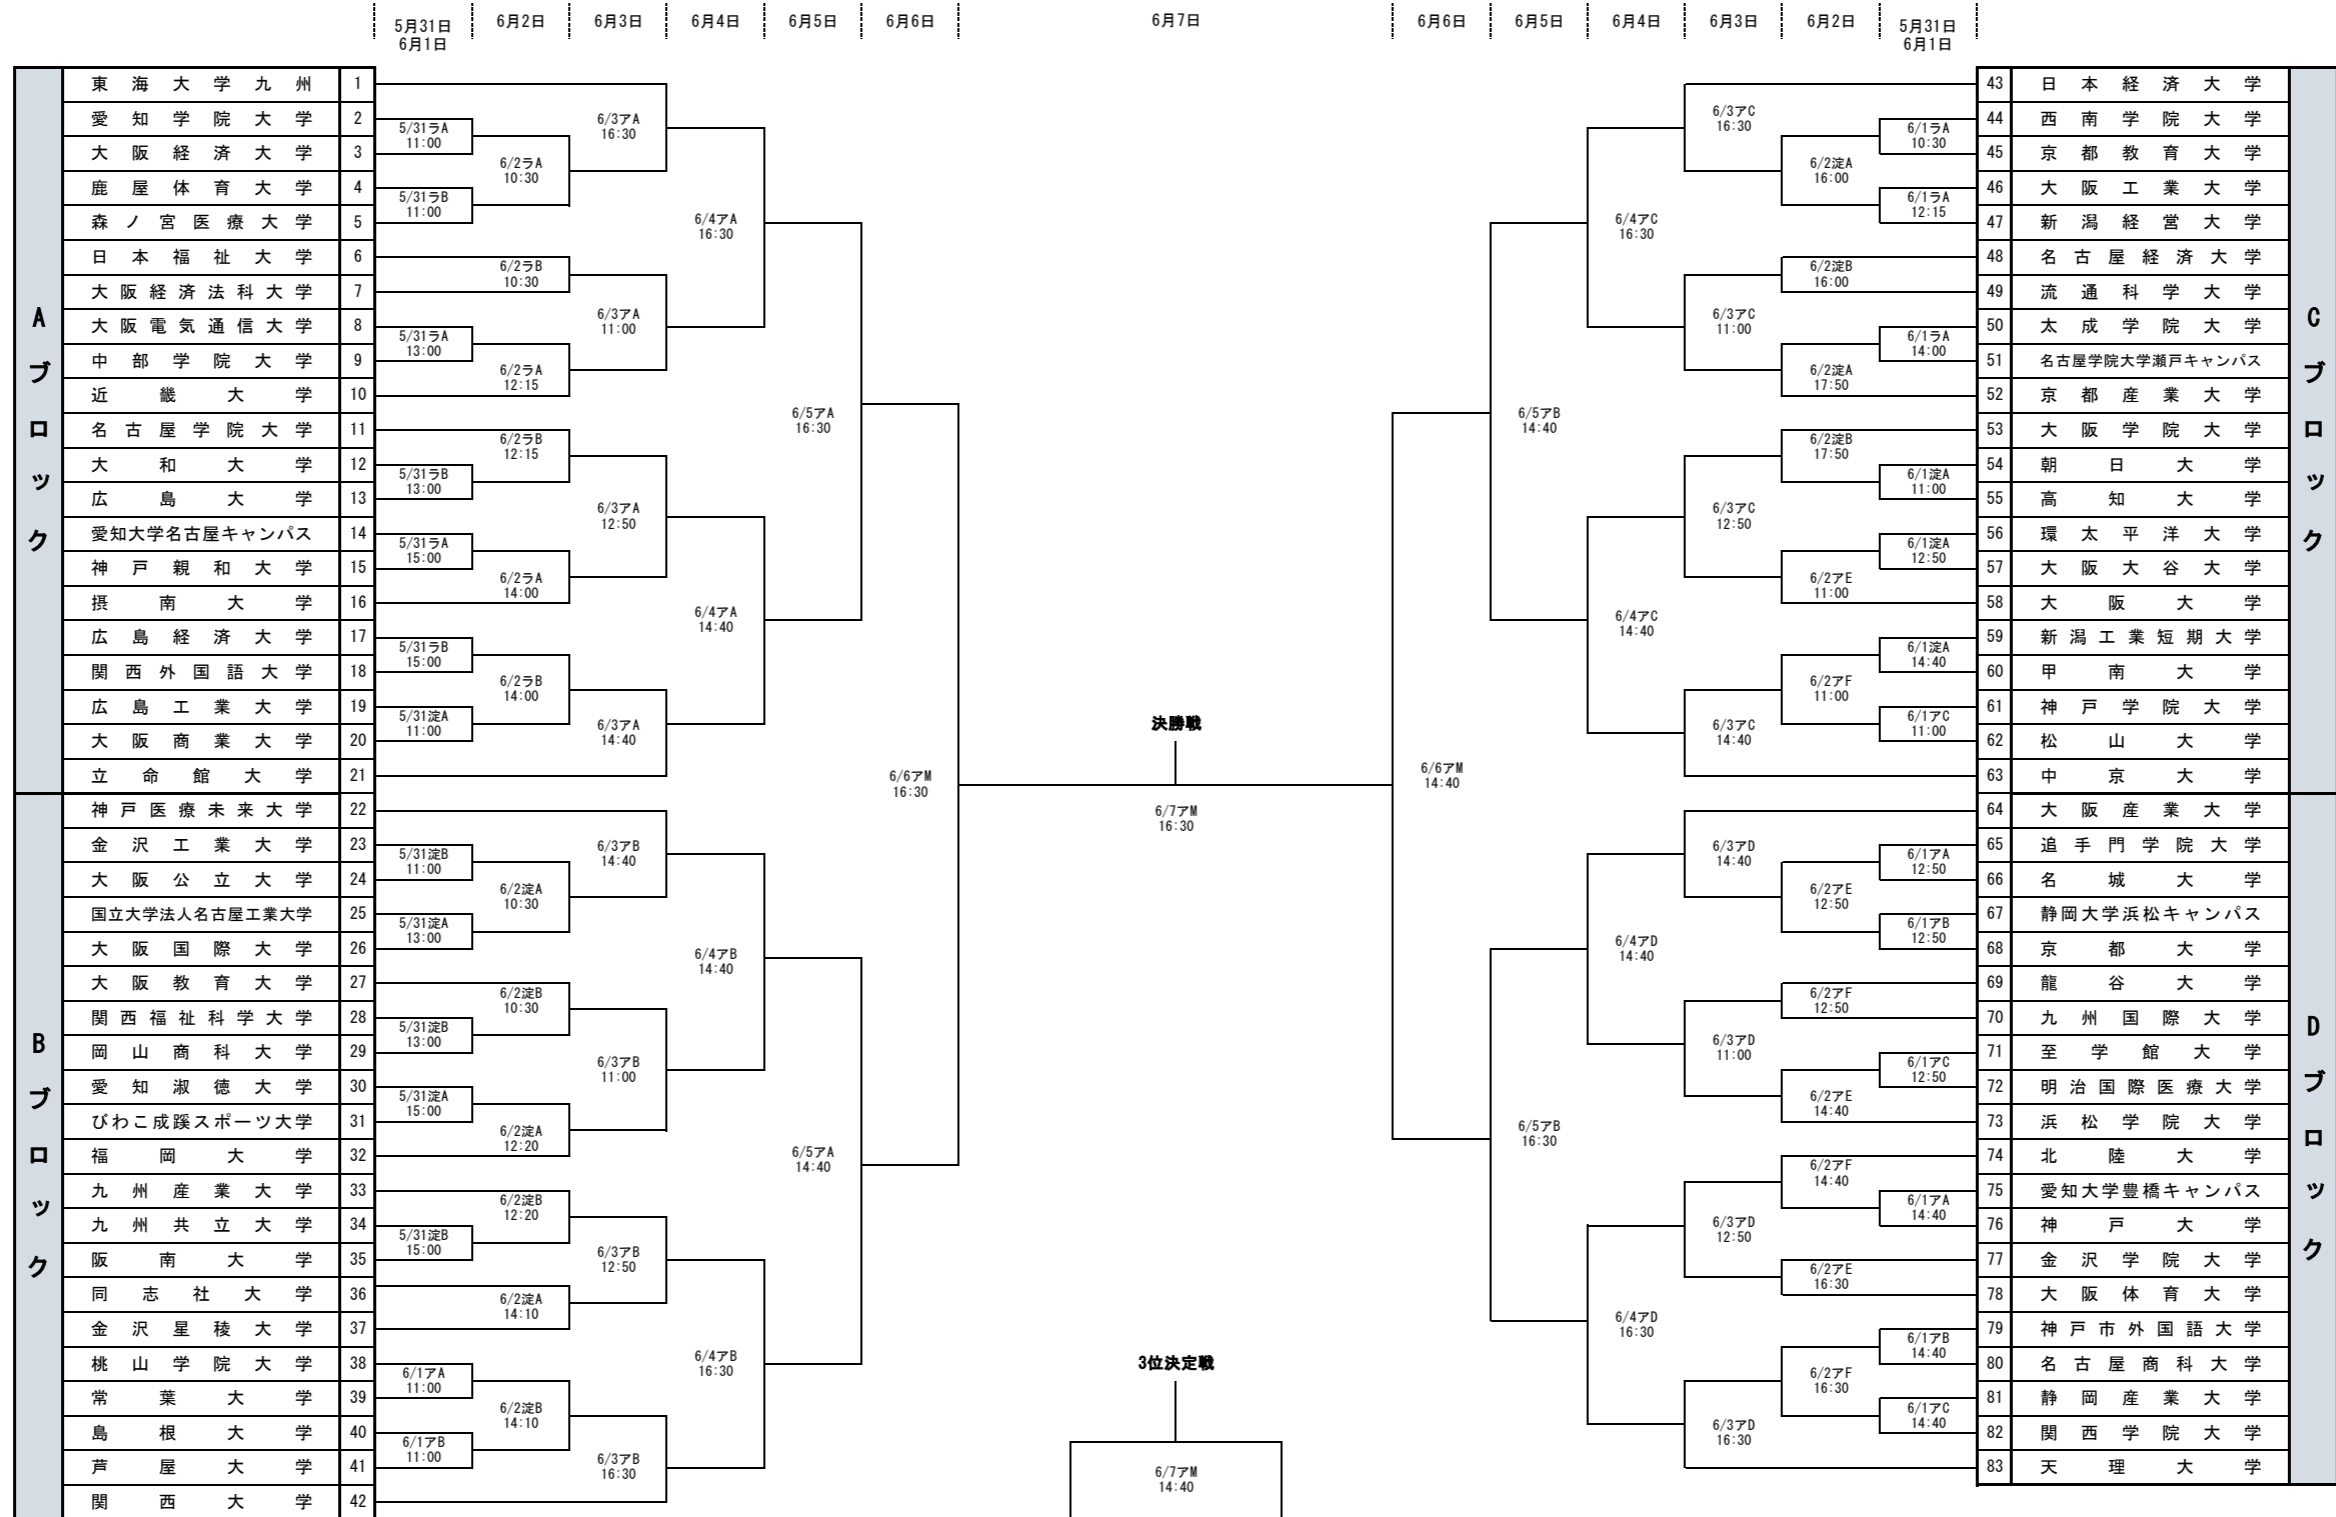 5月31日
6月1日
6月2日
6月3日
6月4日
6月5日
6月6日
6月7日
6月6日
6月5日
6月4日
6月3日
6月2日
5月31日
6月1日
Aブロック
東海大学九州 1
愛知学院大学 2
大阪経済大学 3
鹿屋体育大学 4
森ノ宮医療大学 5
日本福祉大学 6
大阪経済法科大学 7
大阪電気通信大学 8
中部学院大学 9
近畿大学 10
名古屋学院大学 11
大和大学 12
広島大学 13
愛知大学名古屋キャンパス 14
神戸親和大学 15
摂南大学 16
広島経済大学 17
関西外国語大学 18
広島工業大学 19
大阪商業大学 20
立命館大学 21
Bブロック
神戸医療未来大学 22
金沢工業大学 23
大阪公立大学 24
国立大学法人名古屋工業大学 25
大阪国際大学 26
大阪教育大学 27
関西福祉科学大学 28
岡山商科大学 29
愛知淑徳大学 30
びわこ成蹊スポーツ大学 31
福岡大学 32
九州産業大学 33
九州共立大学 34
阪南大学 35
同志社大学 36
金沢星稜大学 37
桃山学院大学 38
常葉大学 39
島根大学 40
芦屋大学 41
関西大学 42
5/31ラA
11:00
5/31ラB
11:00
5/31ラA
13:00
5/31ラB
13:00
5/31ラA
15:00
5/31ラB
15:00
5/31淀A
11:00
5/31淀B
11:00
5/31淀A
13:00
5/31淀B
13:00
5/31淀A
15:00
5/31淀B
15:00
6/1アA
11:00
6/1アB
11:00
6/2ラA
10:30
6/2ラB
10:30
6/2ラA
12:15
6/2ラB
12:15
6/2ラA
14:00
6/2ラB
14:00
6/2淀A
10:30
6/2淀B
10:30
6/2淀A
12:20
6/2淀B
12:20
6/2淀A
14:10
6/2淀B
14:10
6/3アA
16:30
6/3アA
11:00
6/3アA
12:50
6/3アA
14:40
6/3アB
14:40
6/3アB
11:00
6/3アB
12:50
6/3アB
16:30
6/4アA
16:30
6/4アA
14:40
6/4アB
14:40
6/4アB
16:30
6/5アA
16:30
6/5アA
14:40
6/6アM
16:30
決勝戦
6/7アM
16:30
3位決定戦
6/7アM
14:40
6/6アM
14:40
6/5アB
14:40
6/5アB
16:30
6/4アC
16:30
6/4アC
14:40
6/4アD
14:40
6/4アD
16:30
6/3アC
16:30
6/3アC
11:00
6/3アC
12:50
6/3アC
14:40
6/3アD
14:40
6/3アD
11:00
6/3アD
12:50
6/3アD
16:30
6/2淀A
16:00
6/2淀B
16:00
6/2淀A
17:50
6/2淀B
17:50
6/2アE
11:00
6/2アF
11:00
6/2アE
12:50
6/2アF
12:50
6/2アE
14:40
6/2アF
14:40
6/2アE
16:30
6/2アF
16:30
6/1ラA
10:30
6/1ラA
12:15
6/1ラA
14:00
6/1淀A
11:00
6/1淀A
12:50
6/1淀A
14:40
6/1アC
11:00
6/1アA
12:50
6/1アB
12:50
6/1アC
12:50
6/1アA
14:40
6/1アB
14:40
6/1アC
14:40
43 日本経済大学
44 西南学院大学
45 京都教育大学
46 大阪工業大学
47 新潟経営大学
48 名古屋経済大学
49 流通科学大学
50 太成学院大学
51 名古屋学院大学瀬戸キャンパス
52 京都産業大学
53 大阪学院大学
54 朝日大学
55 高知大学
56 環太平洋大学
57 大阪大谷大学
58 大阪大学
59 新潟工業短期大学
60 甲南大学
61 神戸学院大学
62 松山大学
63 中京大学
Cブロック
64 大阪産業大学
65 追手門学院大学
66 名城大学
67 静岡大学浜松キャンパス
68 京都大学
69 龍谷大学
70 九州国際大学
71 至学館大学
72 明治国際医療大学
73 浜松学院大学
74 北陸大学
75 愛知大学豊橋キャンパス
76 神戸大学
77 金沢学院大学
78 大阪体育大学
79 神戸市外国語大学
80 名古屋商科大学
81 静岡産業大学
82 関西学院大学
83 天理大学
Dブロック